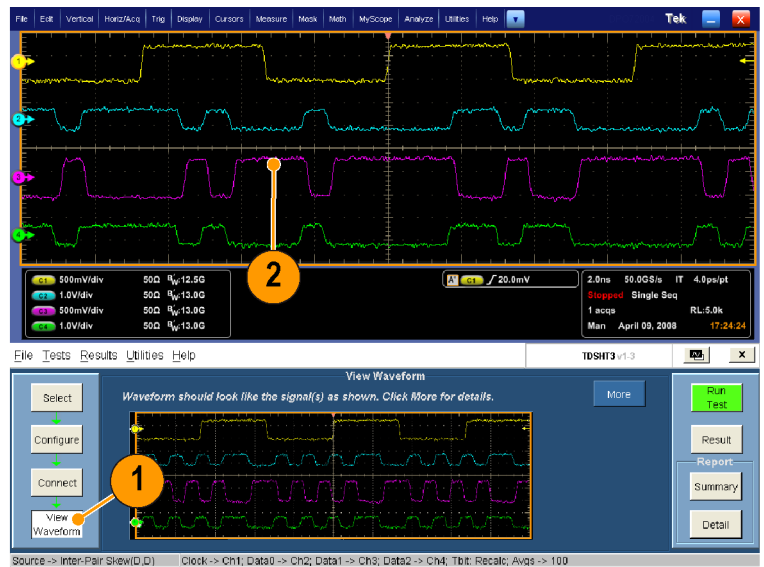 File Edit Vertical Horiz/Acq Trig Display Cursors Measure Mask Math MyScope Analyze Utilities Help Tek
1
2
3
4
2
C1 500mV/div 50Ω BW:12.5G
C2 1.0V/div 50Ω BW:13.0G
C3 500mV/div 50Ω BW:13.0G
C4 1.0V/div 50Ω BW:13.0G
A' C1 20.0mV
2.0ns 50.0GS/s IT 4.0ps/pt
Stopped Single Seq
1 acqs RL:5.0k
Man April 09, 2008 17:24:24
File Tests Results Utilities Help TDSHT3 v1-3 X
View Waveform
Waveform should look like the signal(s) as shown. Click More for details.
More
Select
Configure
Connect
View
Waveform
1
Run
Test
Result
Report
Summary
Detail
Source -> Inter-Pair Skew(D,D) Clock -> Ch1; Data0 -> Ch2; Data1 -> Ch3; Data2 -> Ch4; Tbit: Recalc; Avgs -> 100